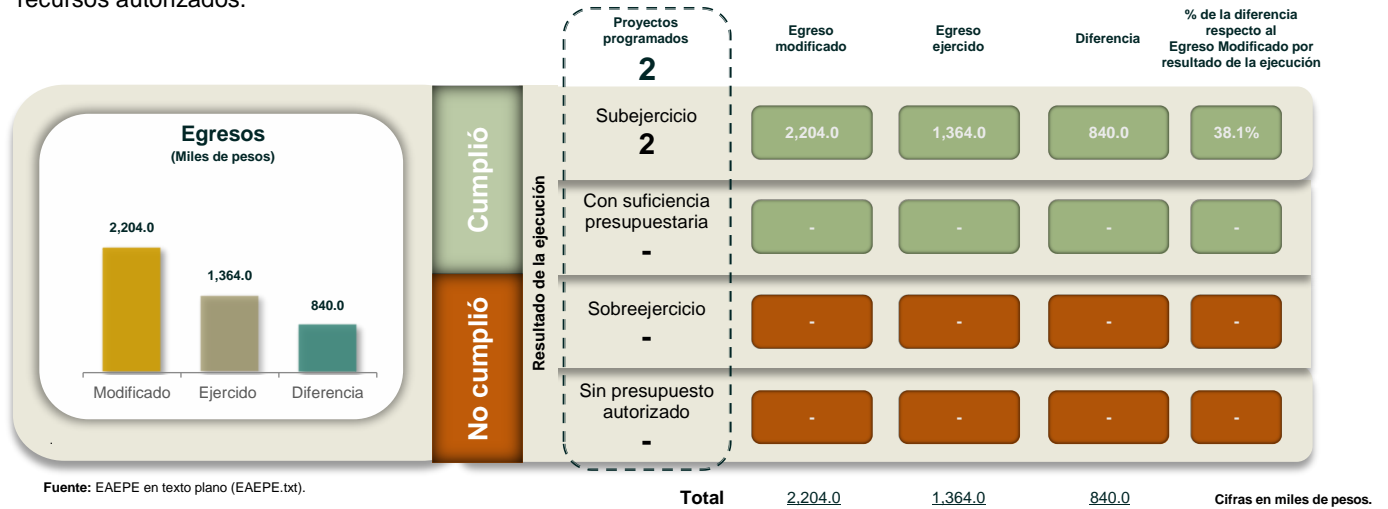 recursos autorizados.
Proyectos
programados
2
Egreso
modificado
Egreso
ejercido
Diferencia
% de la diferencia
respecto al
Egreso Modificado por
resultado de la ejecución
Egresos
(Miles de pesos)
2,204.0
1,364.0
840.0
Modificado
Ejercido
Diferencia
.
Cumplió
No cumplió
Resultado de la ejecución
Subejercicio
2
2,204.0
1,364.0
840.0
38.1%
Con suficiencia
presupuestaria
-
-
-
-
-
Sobreejercicio
-
-
-
-
-
Sin presupuesto
autorizado
-
-
-
-
-
Fuente: EAEPE en texto plano (EAEPE.txt).
Total
2,204.0
1,364.0
840.0
Cifras en miles de pesos.